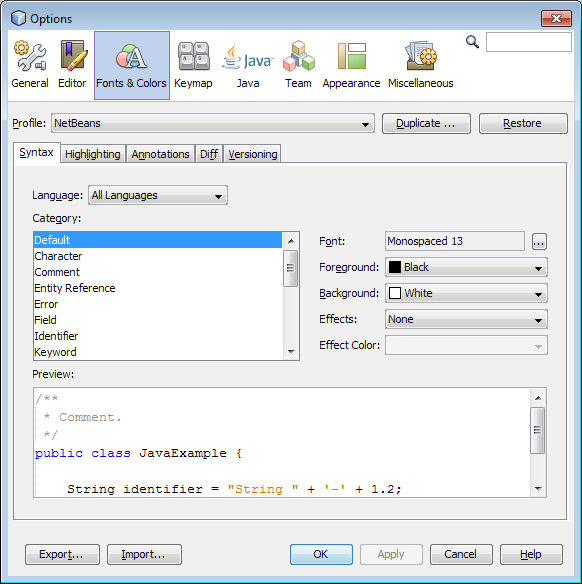 Options
General Editor Fonts & Colors Keymap Java Team Appearance Miscellaneous
Java
Profile: NetBeans Duplicate ... Restore
Syntax Highlighting Annotations Diff Versioning
Language: All Languages
Category:
Default
Character
Comment
Entity Reference
Error
Field
Identifier
Keyword
Font: Monospaced 13 ...
Foreground: Black
Background: White
Effects: None
Effect Color:
Preview:
/**
* Comment.
*/
public class JavaExample {
String identifier = "String " + '-' + 1.2;
Export... Import... OK Apply Cancel Help